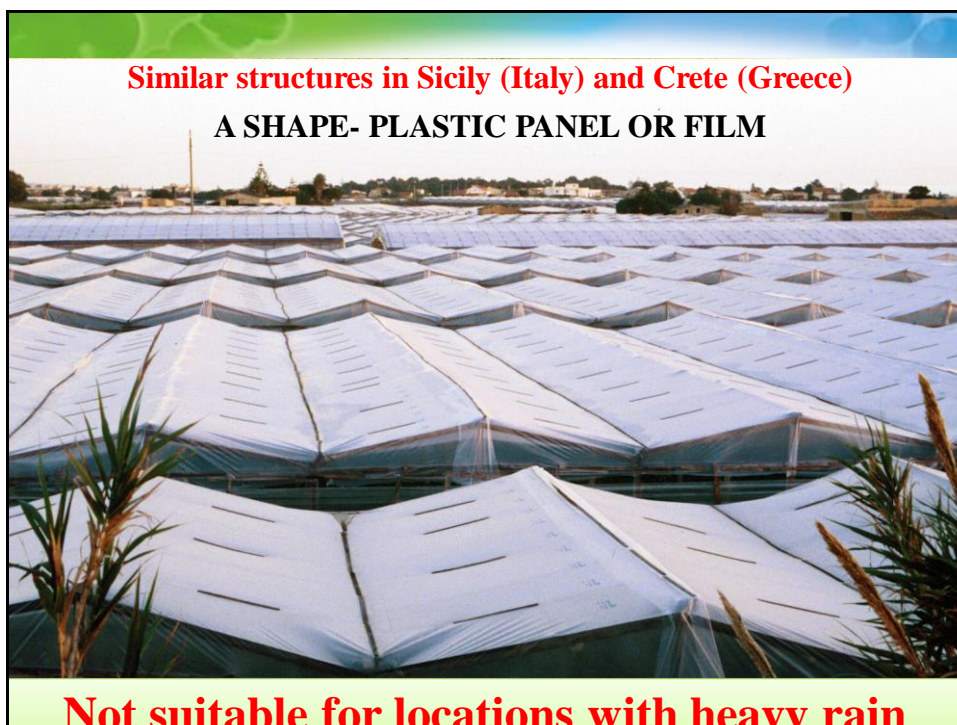 Similar structures in Sicily (Italy) and Crete (Greece)
A SHAPE- PLASTIC PANEL OR FILM
Not suitable for locations with heavy rain